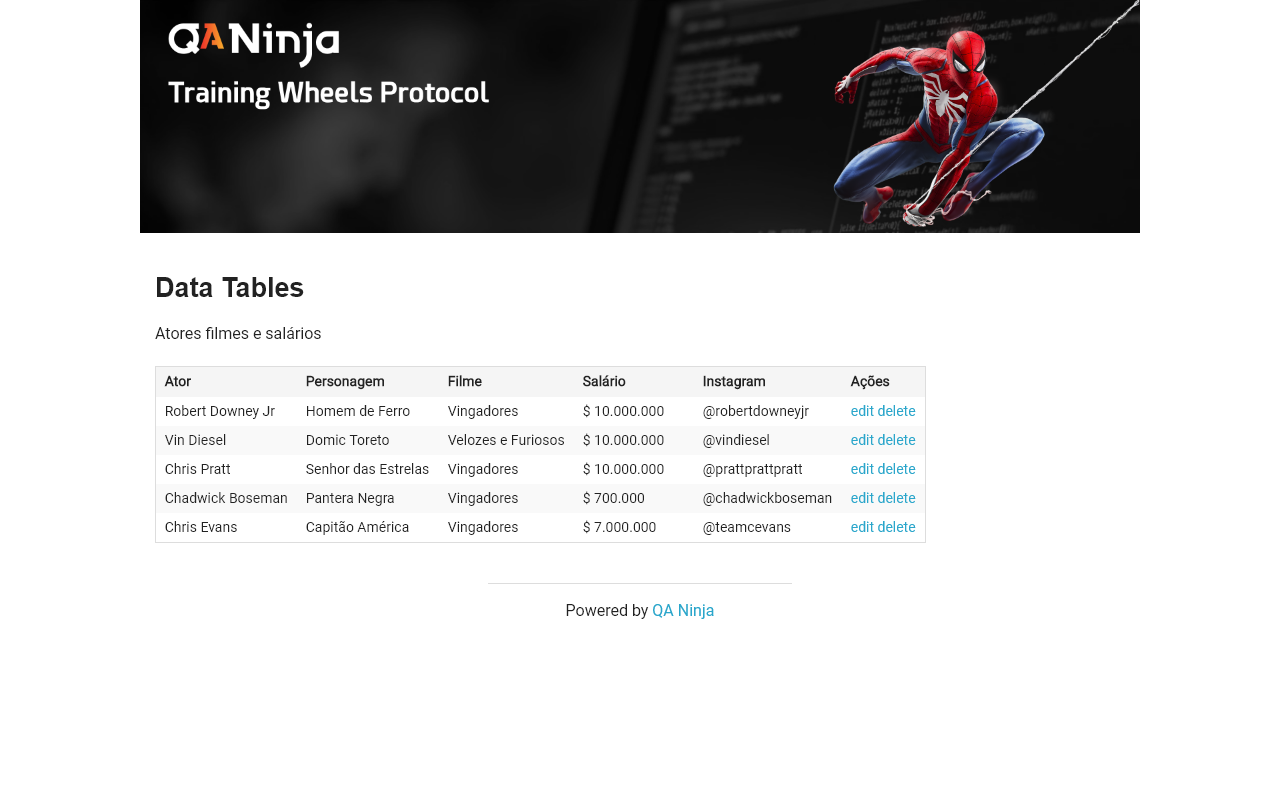 QANinja
Training Wheels Protocol
Data Tables
Atores filmes e salários
Ator Personagem Filme Salário Instagram Ações
Robert Downey Jr Homem de Ferro Vingadores $ 10.000.000 @robertdowneyjr edit delete
Vin Diesel Domic Toreto Velozes e Furiosos $ 10.000.000 @vindiesel edit delete
Chris Pratt Senhor das Estrelas Vingadores $ 10.000.000 @prattprattpratt edit delete
Chadwick Boseman Pantera Negra Vingadores $ 700.000 @chadwickboseman edit delete
Chris Evans Capitão América Vingadores $ 7.000.000 @teamcevans edit delete
Powered by QA Ninja